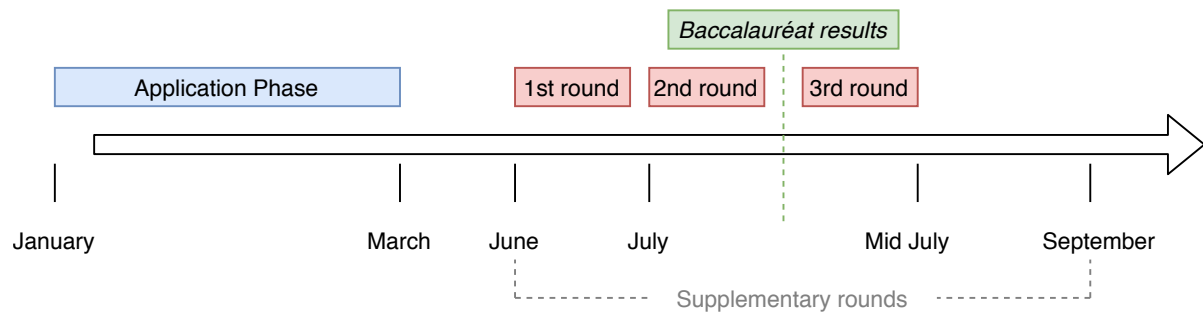 Baccalauréat results
Application Phase
1st round
2nd round
3rd round
January
March
June
July
Mid July
September
Supplementary rounds